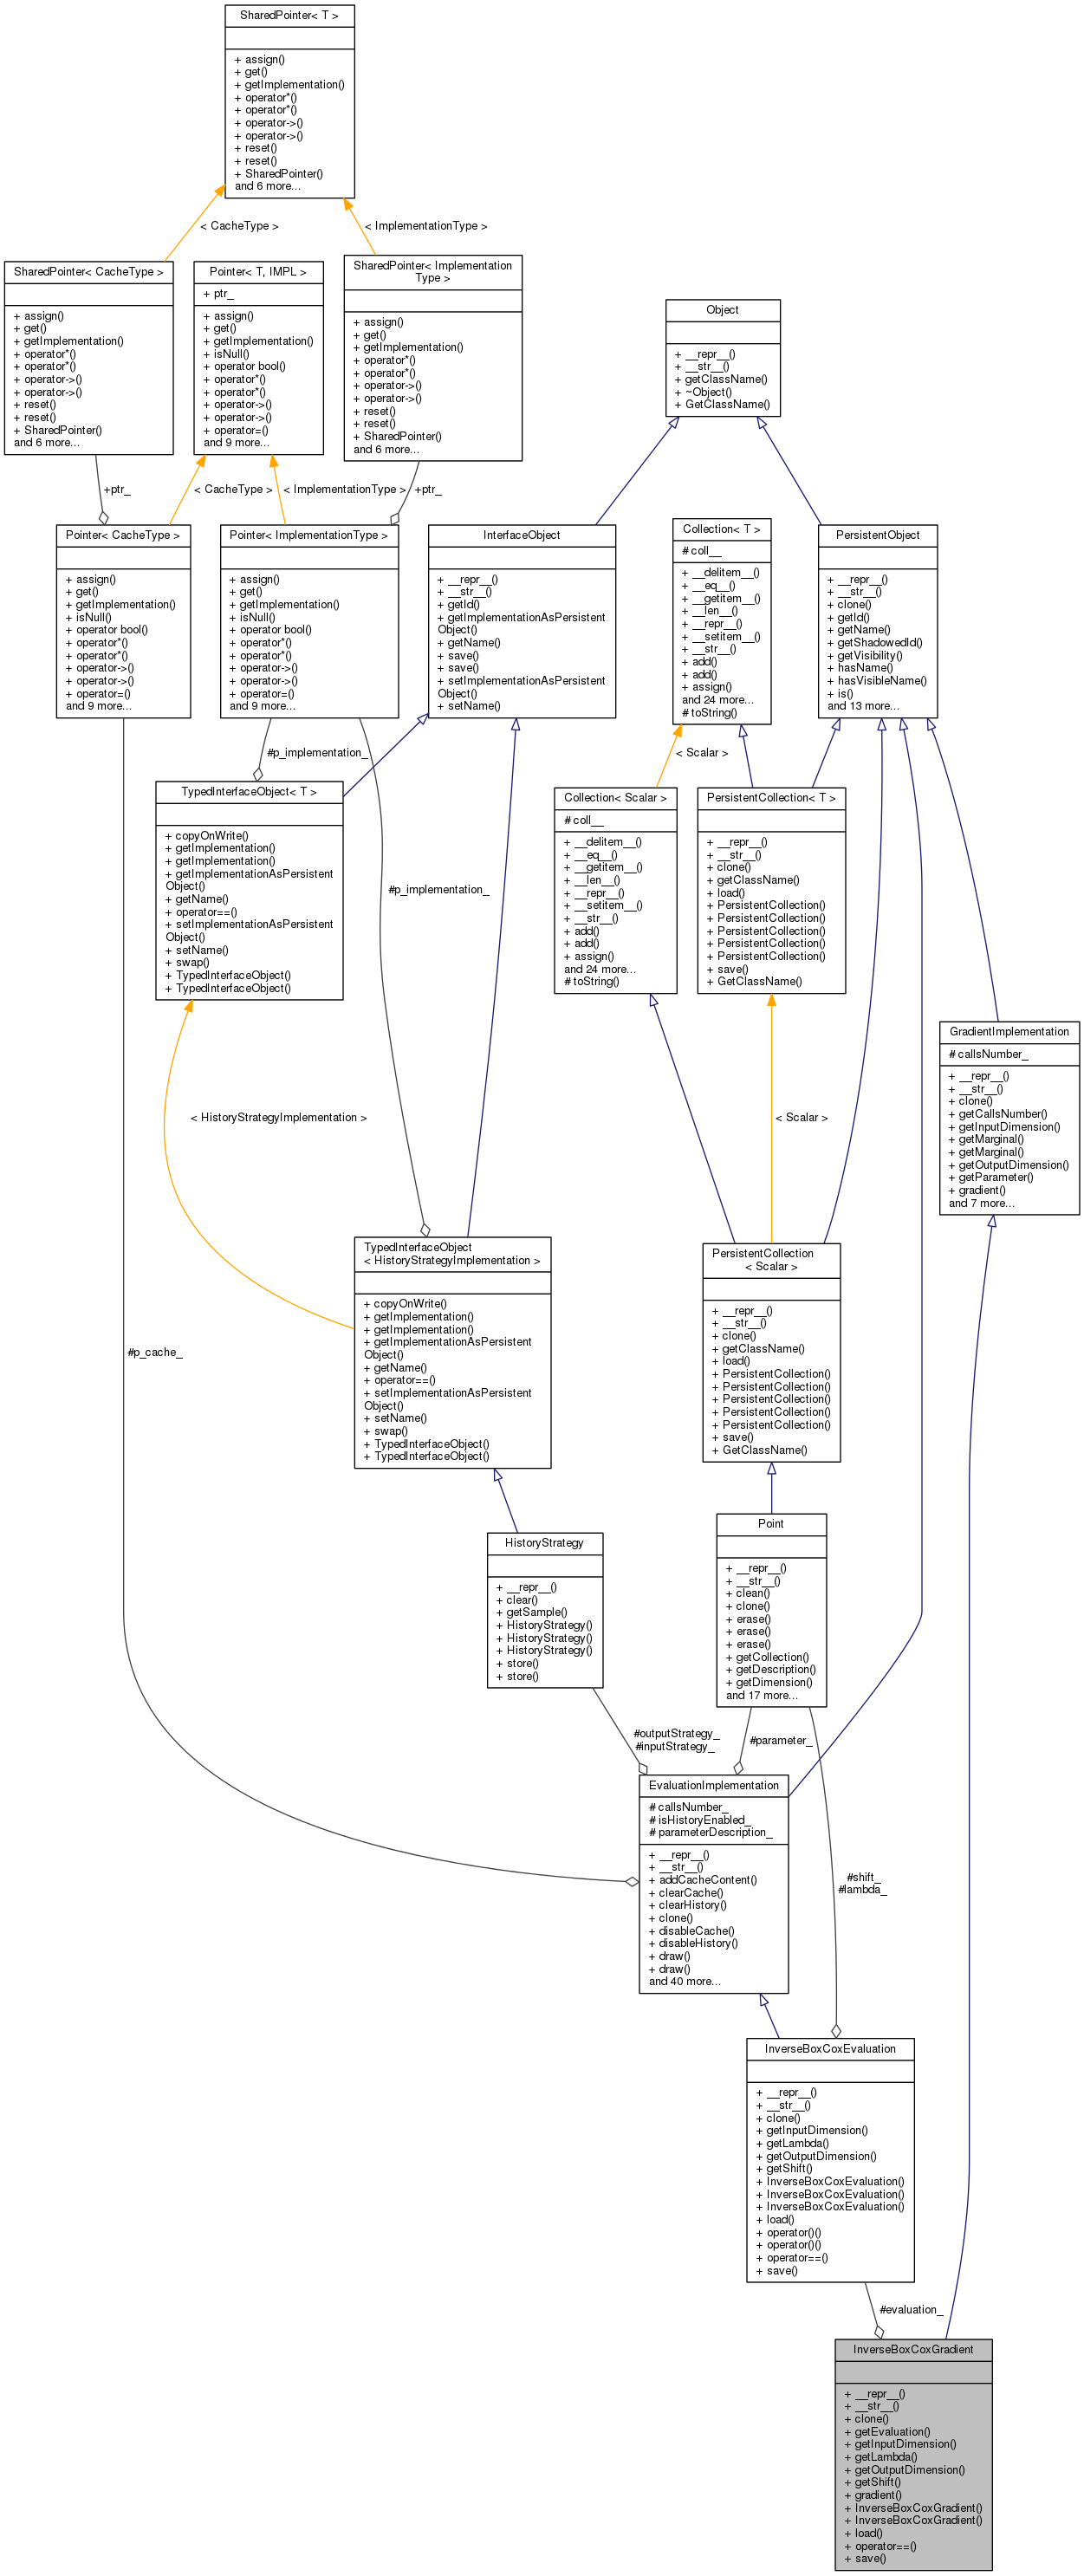 SharedPointer< T >
+ assign()
+ get()
+ getImplementation()
+ operator*()
+ operator*()
+ operator->()
+ operator->()
+ reset()
+ reset()
+ SharedPointer()
and 6 more...
< CacheType >
< ImplementationType >
SharedPointer< CacheType >
+ assign()
+ get()
+ getImplementation()
+ operator*()
+ operator*()
+ operator->()
+ operator->()
+ reset()
+ reset()
+ SharedPointer()
and 6 more...
Pointer< T, IMPL >
+ ptr_
+ assign()
+ get()
+ getImplementation()
+ isNull()
+ operator bool()
+ operator*()
+ operator*()
+ operator->()
+ operator->()
+ operator=()
and 9 more...
SharedPointer< Implementation
Type >
+ assign()
+ get()
+ getImplementation()
+ operator*()
+ operator*()
+ operator->()
+ operator->()
+ reset()
+ reset()
+ SharedPointer()
and 6 more...
Object
+ __repr__()
+ __str__()
+ getClassName()
+ ~Object()
+ GetClassName()
+ptr_
< CacheType >
< ImplementationType >
+ptr_
Pointer< CacheType >
+ assign()
+ get()
+ getImplementation()
+ isNull()
+ operator bool()
+ operator*()
+ operator*()
+ operator->()
+ operator->()
+ operator=()
and 9 more...
Pointer< ImplementationType >
+ assign()
+ get()
+ getImplementation()
+ isNull()
+ operator bool()
+ operator*()
+ operator*()
+ operator->()
+ operator->()
+ operator=()
and 9 more...
InterfaceObject
+ __repr__()
+ __str__()
+ getId()
+ getImplementationAsPersistent
Object()
+ getName()
+ save()
+ save()
+ setImplementationAsPersistent
Object()
+ setName()
Collection< T >
# coll__
+ __delitem__()
+ __eq__()
+ __getitem__()
+ __len__()
+ __repr__()
+ __setitem__()
+ __str__()
+ add()
+ add()
+ assign()
and 24 more...
# toString()
PersistentObject
+ __repr__()
+ __str__()
+ clone()
+ getId()
+ getName()
+ getShadowedId()
+ getVisibility()
+ hasName()
+ hasVisibleName()
+ is()
and 13 more...
#p_implementation_
< Scalar >
TypedInterfaceObject< T >
+ copyOnWrite()
+ getImplementation()
+ getImplementation()
+ getImplementationAsPersistent
Object()
+ getName()
+ operator==()
+ setImplementationAsPersistent
Object()
+ setName()
+ swap()
+ TypedInterfaceObject()
+ TypedInterfaceObject()
#p_implementation_
Collection< Scalar >
# coll__
+ __delitem__()
+ __eq__()
+ __getitem__()
+ __len__()
+ __repr__()
+ __setitem__()
+ __str__()
+ add()
+ add()
+ assign()
and 24 more...
# toString()
PersistentCollection< T >
+ __repr__()
+ __str__()
+ clone()
+ getClassName()
+ load()
+ PersistentCollection()
+ PersistentCollection()
+ PersistentCollection()
+ PersistentCollection()
+ PersistentCollection()
+ save()
+ GetClassName()
GradientImplementation
# callsNumber_
+ __repr__()
+ __str__()
+ clone()
+ getCallsNumber()
+ getInputDimension()
+ getMarginal()
+ getMarginal()
+ getOutputDimension()
+ getParameter()
+ gradient()
and 7 more...
< HistoryStrategyImplementation >
< Scalar >
#p_cache_
TypedInterfaceObject
< HistoryStrategyImplementation >
+ copyOnWrite()
+ getImplementation()
+ getImplementation()
+ getImplementationAsPersistent
Object()
+ getName()
+ operator==()
+ setImplementationAsPersistent
Object()
+ setName()
+ swap()
+ TypedInterfaceObject()
+ TypedInterfaceObject()
PersistentCollection
< Scalar >
+ __repr__()
+ __str__()
+ clone()
+ getClassName()
+ load()
+ PersistentCollection()
+ PersistentCollection()
+ PersistentCollection()
+ PersistentCollection()
+ PersistentCollection()
+ save()
+ GetClassName()
HistoryStrategy
+ __repr__()
+ clear()
+ getSample()
+ HistoryStrategy()
+ HistoryStrategy()
+ HistoryStrategy()
+ store()
+ store()
Point
+ __repr__()
+ __str__()
+ clean()
+ clone()
+ erase()
+ erase()
+ erase()
+ getCollection()
+ getDescription()
+ getDimension()
and 17 more...
#outputStrategy_
#inputStrategy_
#parameter_
EvaluationImplementation
# callsNumber_
# isHistoryEnabled_
# parameterDescription_
+ __repr__()
+ __str__()
+ addCacheContent()
+ clearCache()
+ clearHistory()
+ clone()
+ disableCache()
+ disableHistory()
+ draw()
+ draw()
and 40 more...
#shift_
#lambda_
InverseBoxCoxEvaluation
+ __repr__()
+ __str__()
+ clone()
+ getInputDimension()
+ getLambda()
+ getOutputDimension()
+ getShift()
+ InverseBoxCoxEvaluation()
+ InverseBoxCoxEvaluation()
+ InverseBoxCoxEvaluation()
+ load()
+ operator()()
+ operator()()
+ operator==()
+ save()
#evaluation_
InverseBoxCoxGradient
+ __repr__()
+ __str__()
+ clone()
+ getEvaluation()
+ getInputDimension()
+ getLambda()
+ getOutputDimension()
+ getShift()
+ gradient()
+ InverseBoxCoxGradient()
+ InverseBoxCoxGradient()
+ load()
+ operator==()
+ save()